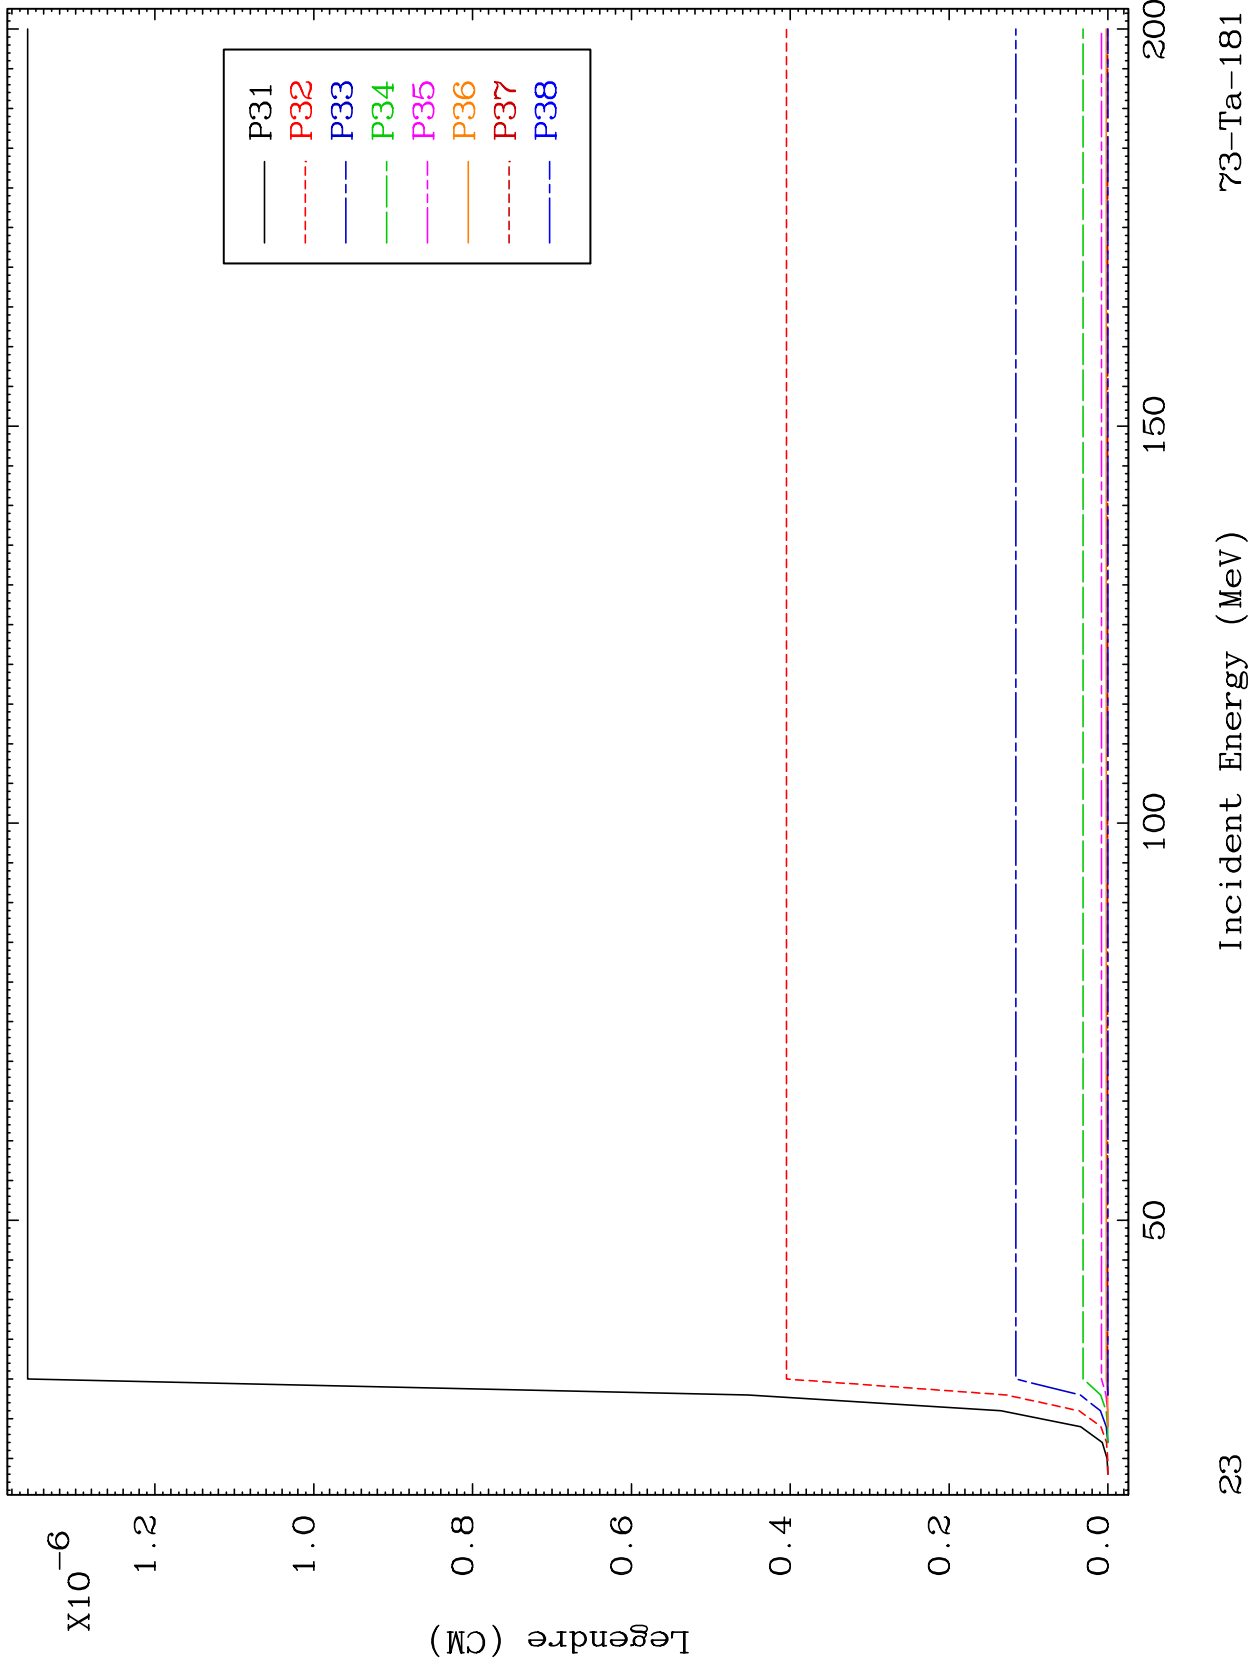 X10-6
1.2
1.0
0.8
0.6
0.4
0.2
0.0
Legendre (CM)
P31
P32
P33
P34
P35
P36
P37
P38
50
100
150
200
Incident Energy (MeV)
23
73-Ta-181